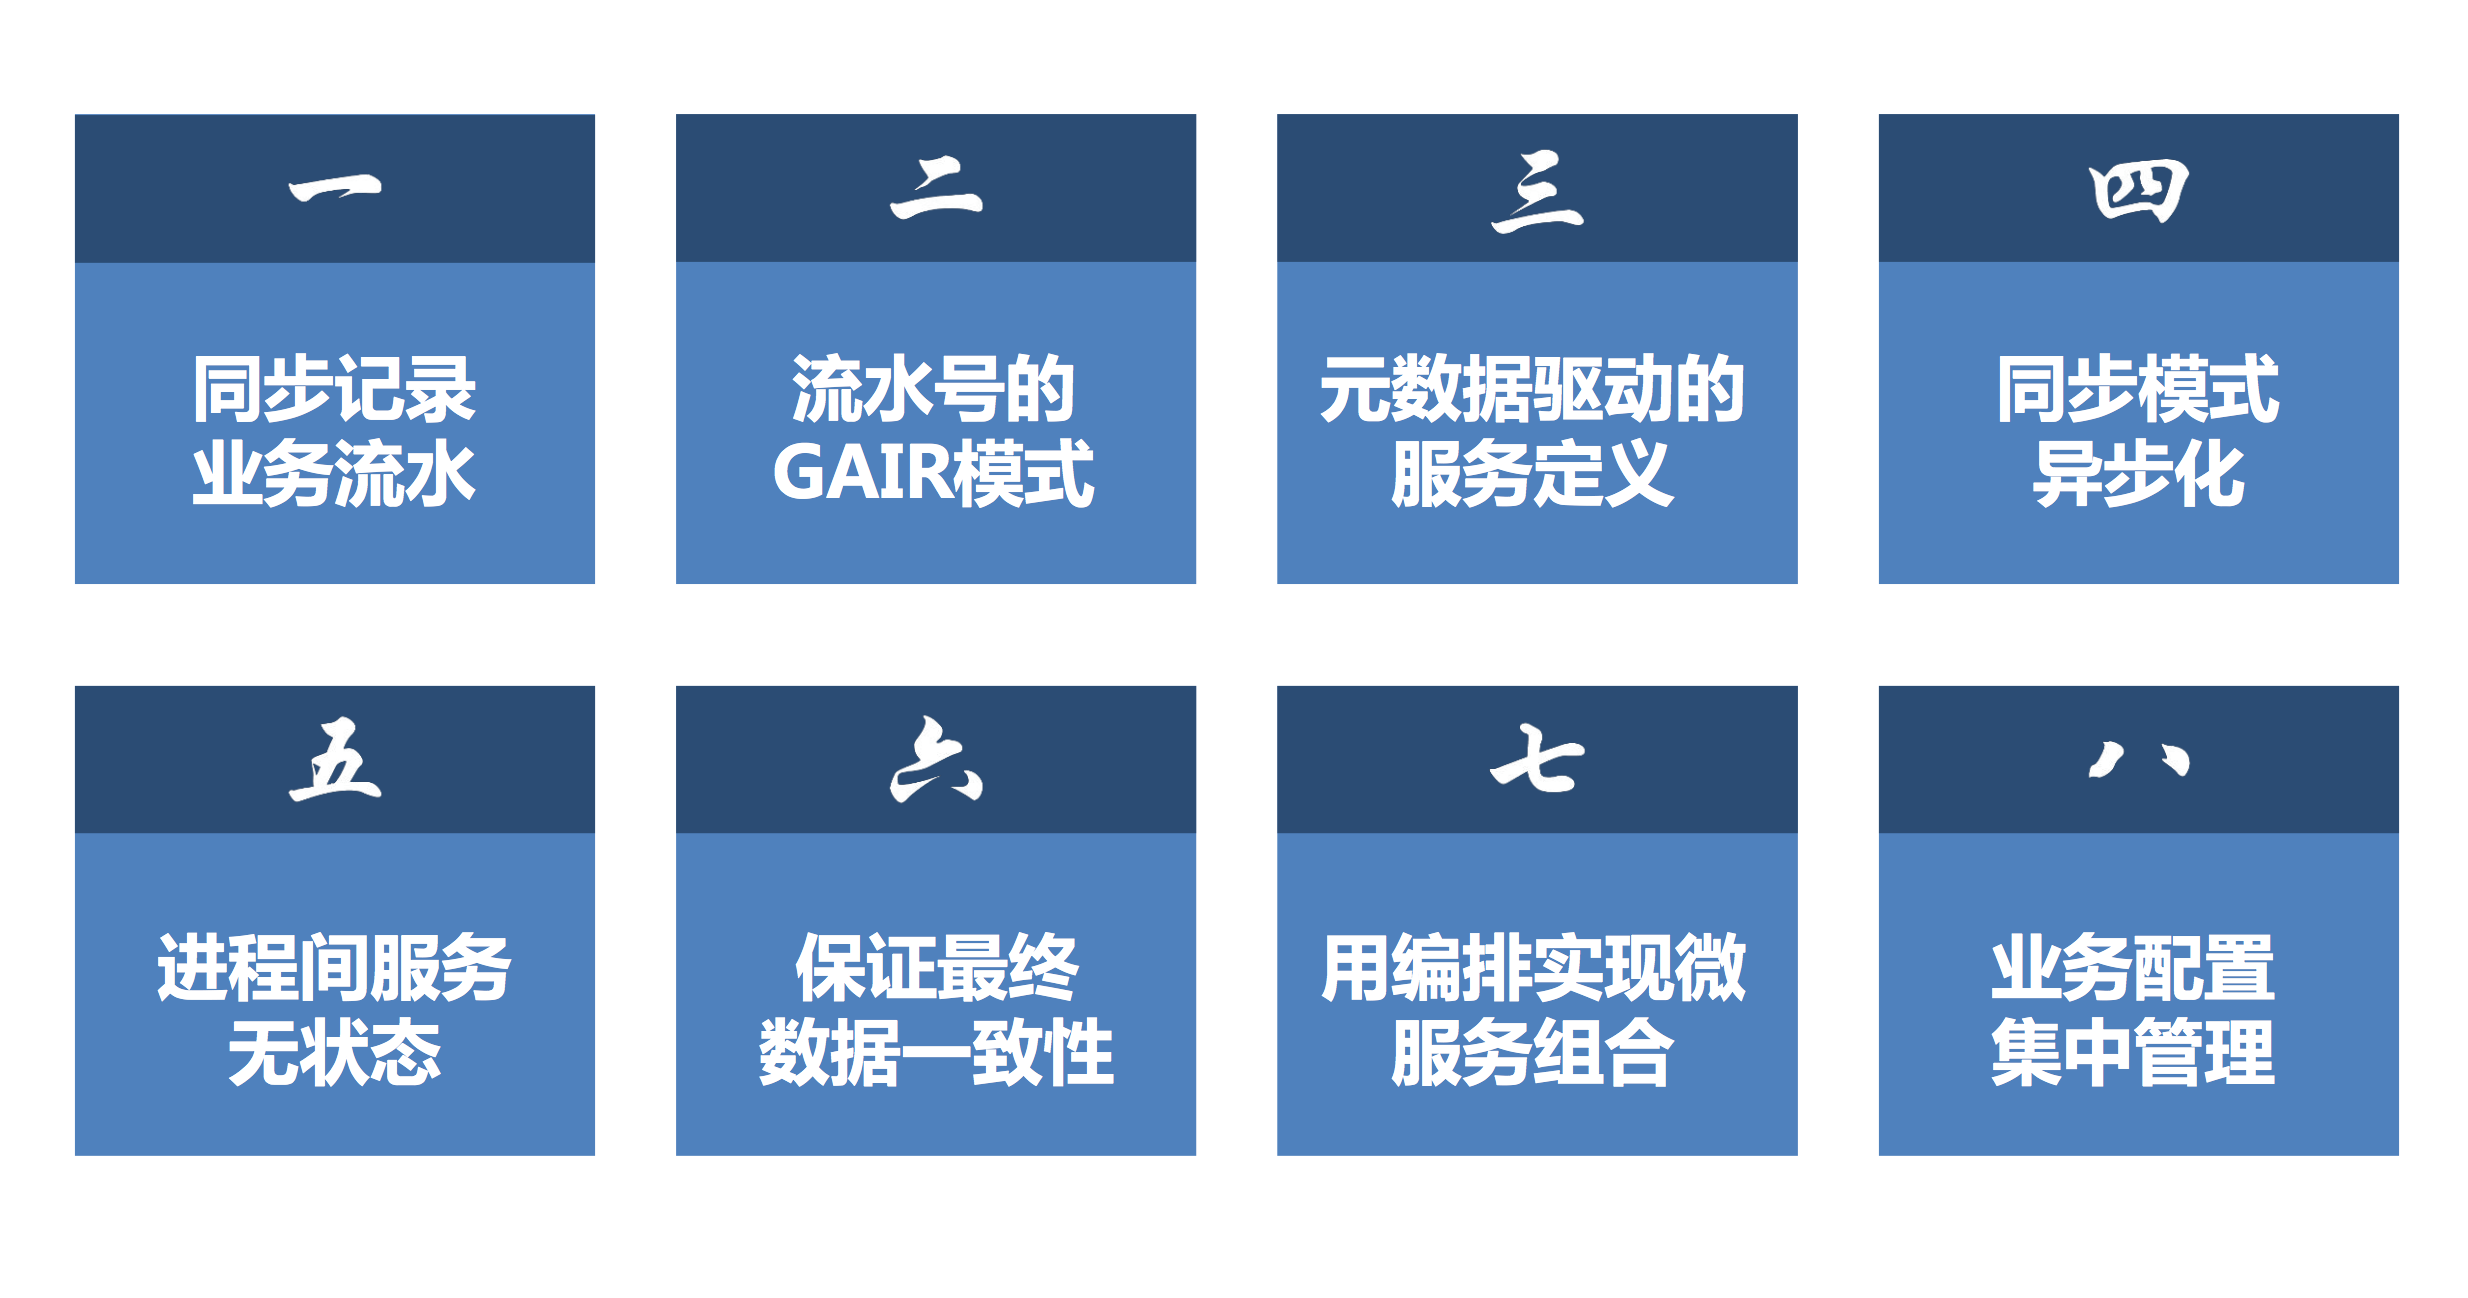 一
同步记录
业务流水
二
流水号的
GAIR模式
三
元数据驱动的
服务定义
四
同步模式
异步化
五
进程间服务
无状态
六
保证最终
数据一致性
七
用编排实现微
服务组合
八
业务配置
集中管理